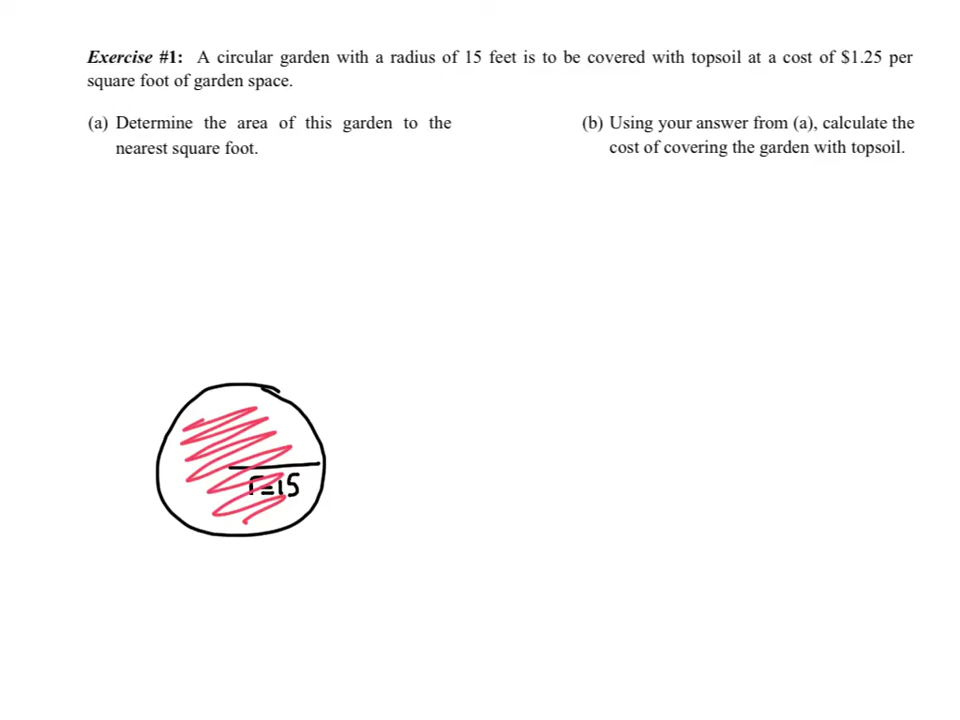 Exercise #1: A circular garden with a radius of 15 feet is to be covered with topsoil at a cost of $1.25 per
square foot of garden space.
(a) Determine the area of this garden to the
nearest square foot.
(b) Using your answer from (a), calculate the
cost of covering the garden with topsoil.
r=15